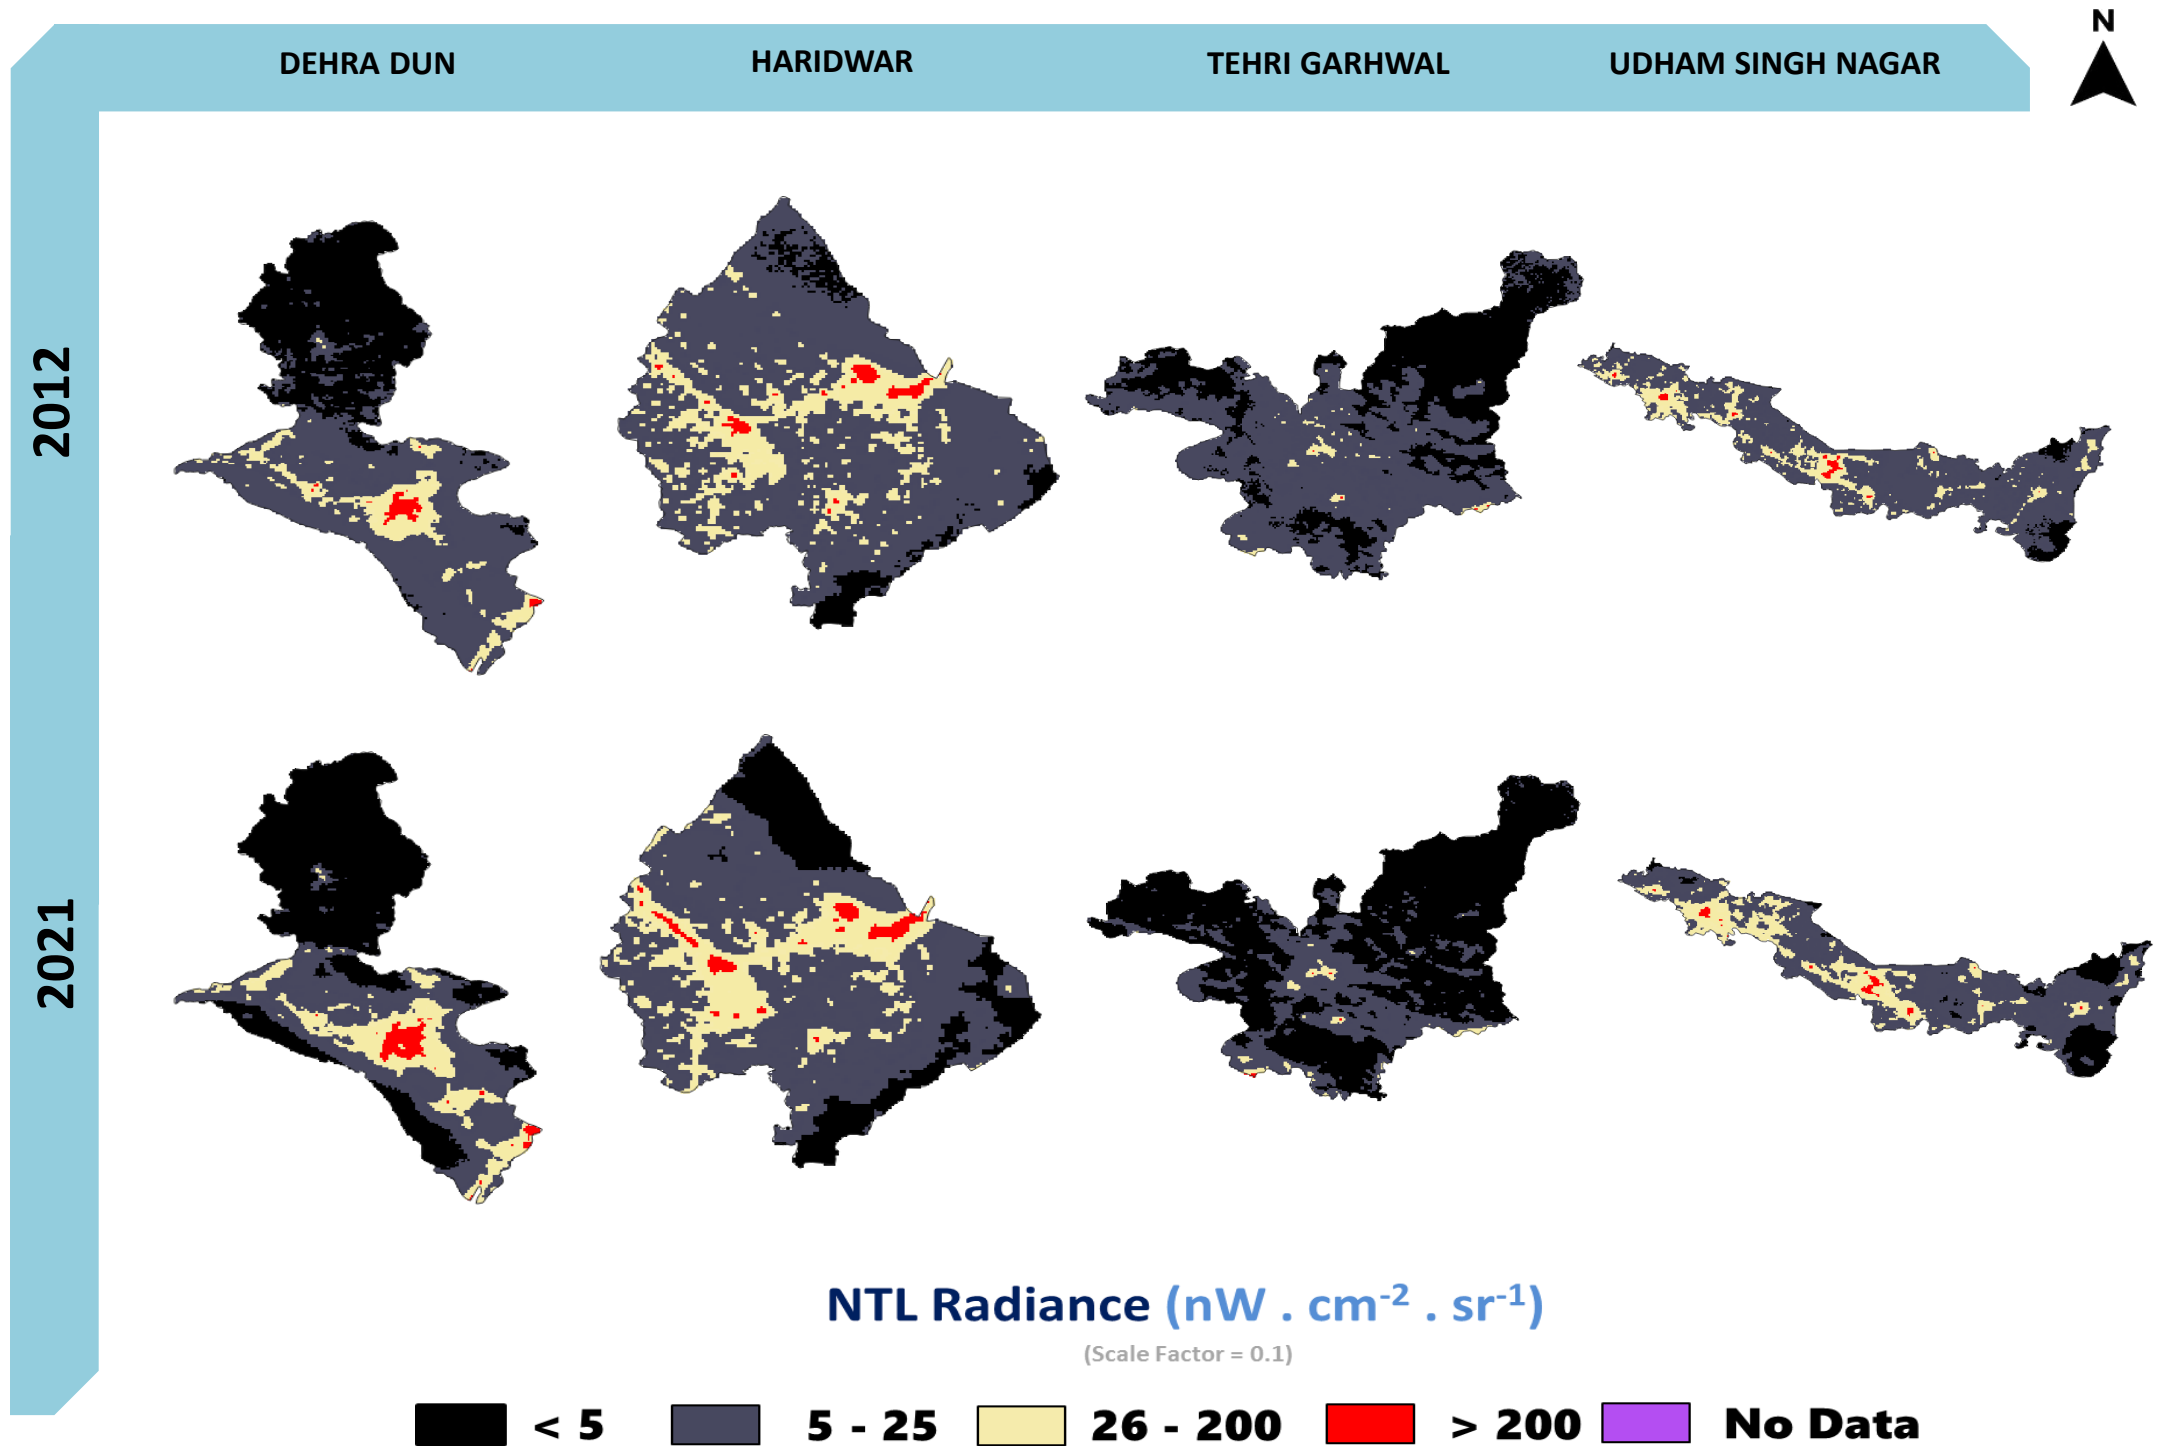 N
DEHRA DUN
HARIDWAR
TEHRI GARHWAL
UDHAM SINGH NAGAR
2012
2021
NTL Radiance (nW . cm⁻² . sr⁻¹)
(Scale Factor = 0.1)
< 5
5 - 25
26 - 200
> 200
No Data